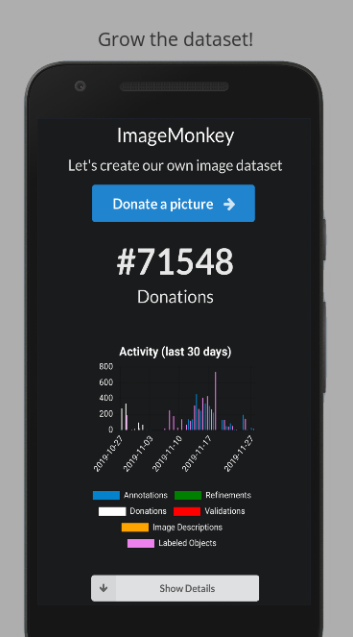 Grow the dataset!
ImageMonkey
Let's create our own image dataset
Donate a picture
#71548
Donations
Activity (last 30 days)
800
600
400
200
0
2019-10-27
2019-11-03
2019-11-10
2019-11-17
2019-11-27
Annotations
Refinements
Donations
Validations
Image Descriptions
Labeled Objects
Show Details